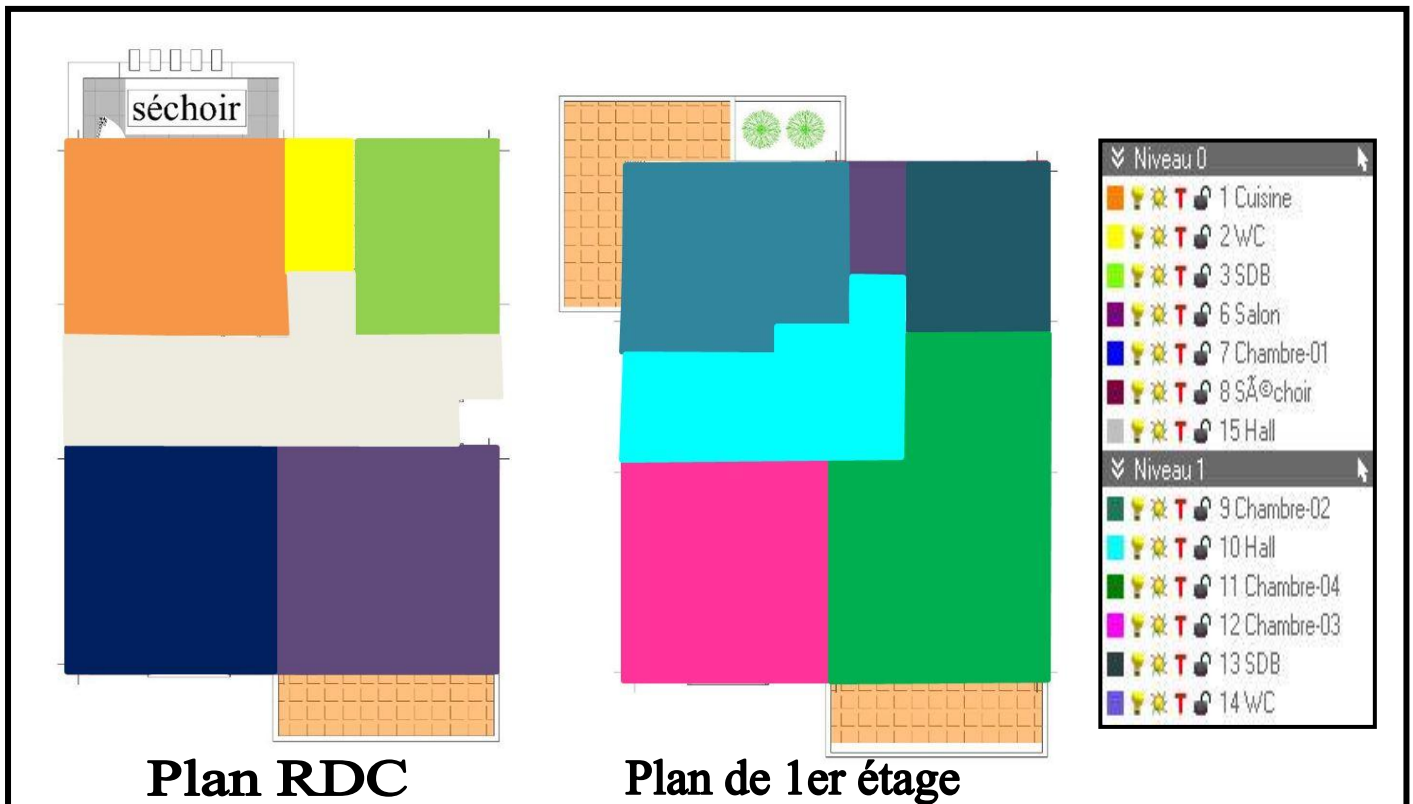 séchoir
Niveau 0
1 Cuisine
2 WC
3 SDB
6 Salon
7 Chambre-01
8 SÃ©choir
15 Hall
Niveau 1
9 Chambre-02
10 Hall
11 Chambre-04
12 Chambre-03
13 SDB
14 WC
Plan RDC
Plan de 1er étage